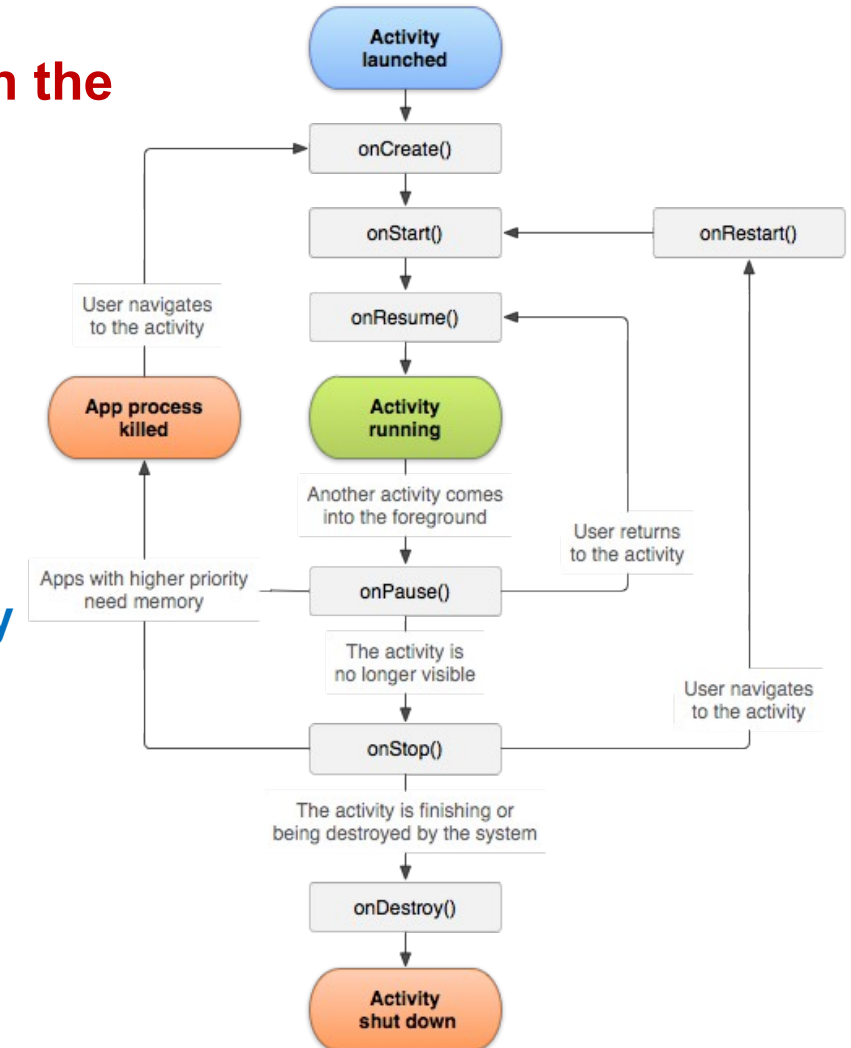 Activity
launched
n the
onCreate()
onStart()
onRestart()
User navigates
to the activity
onResume()
App process
killed
Activity
running
Another activity comes
into the foreground
User returns
to the activity
Apps with higher priority
need memory
onPause()
y
The activity is
no longer visible
User navigates
to the activity
onStop()
The activity is finishing or
being destroyed by the system
onDestroy()
Activity
shut down